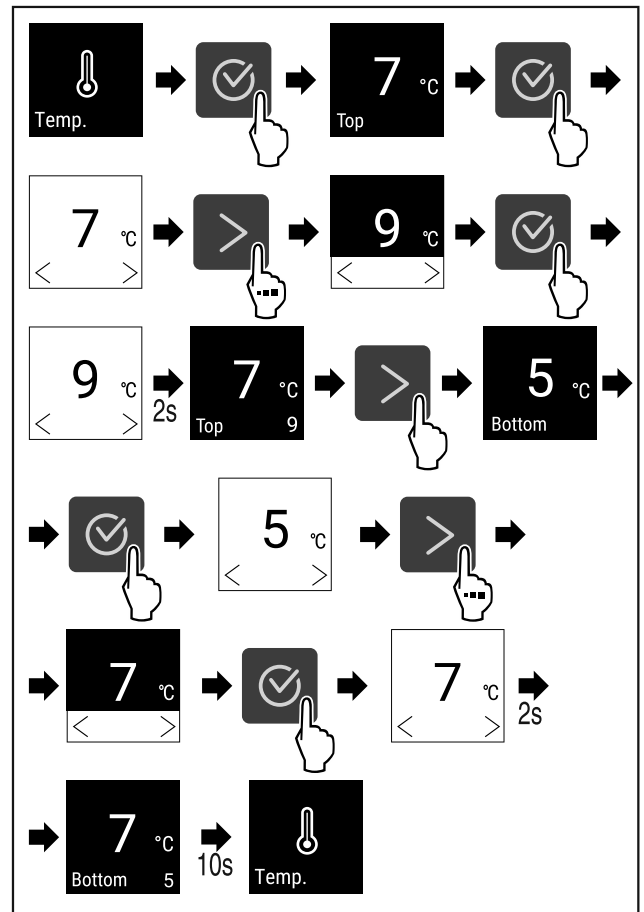 Temp.
7 °C
Top
7 °C
< >
>
9 °C
< >
9 °C
< >
2s
7 °C
Top 9
>
5 °C
Bottom
5 °C
< >
>
7 °C
< >
7 °C
< >
2s
7 °C
Bottom 5
10s
Temp.